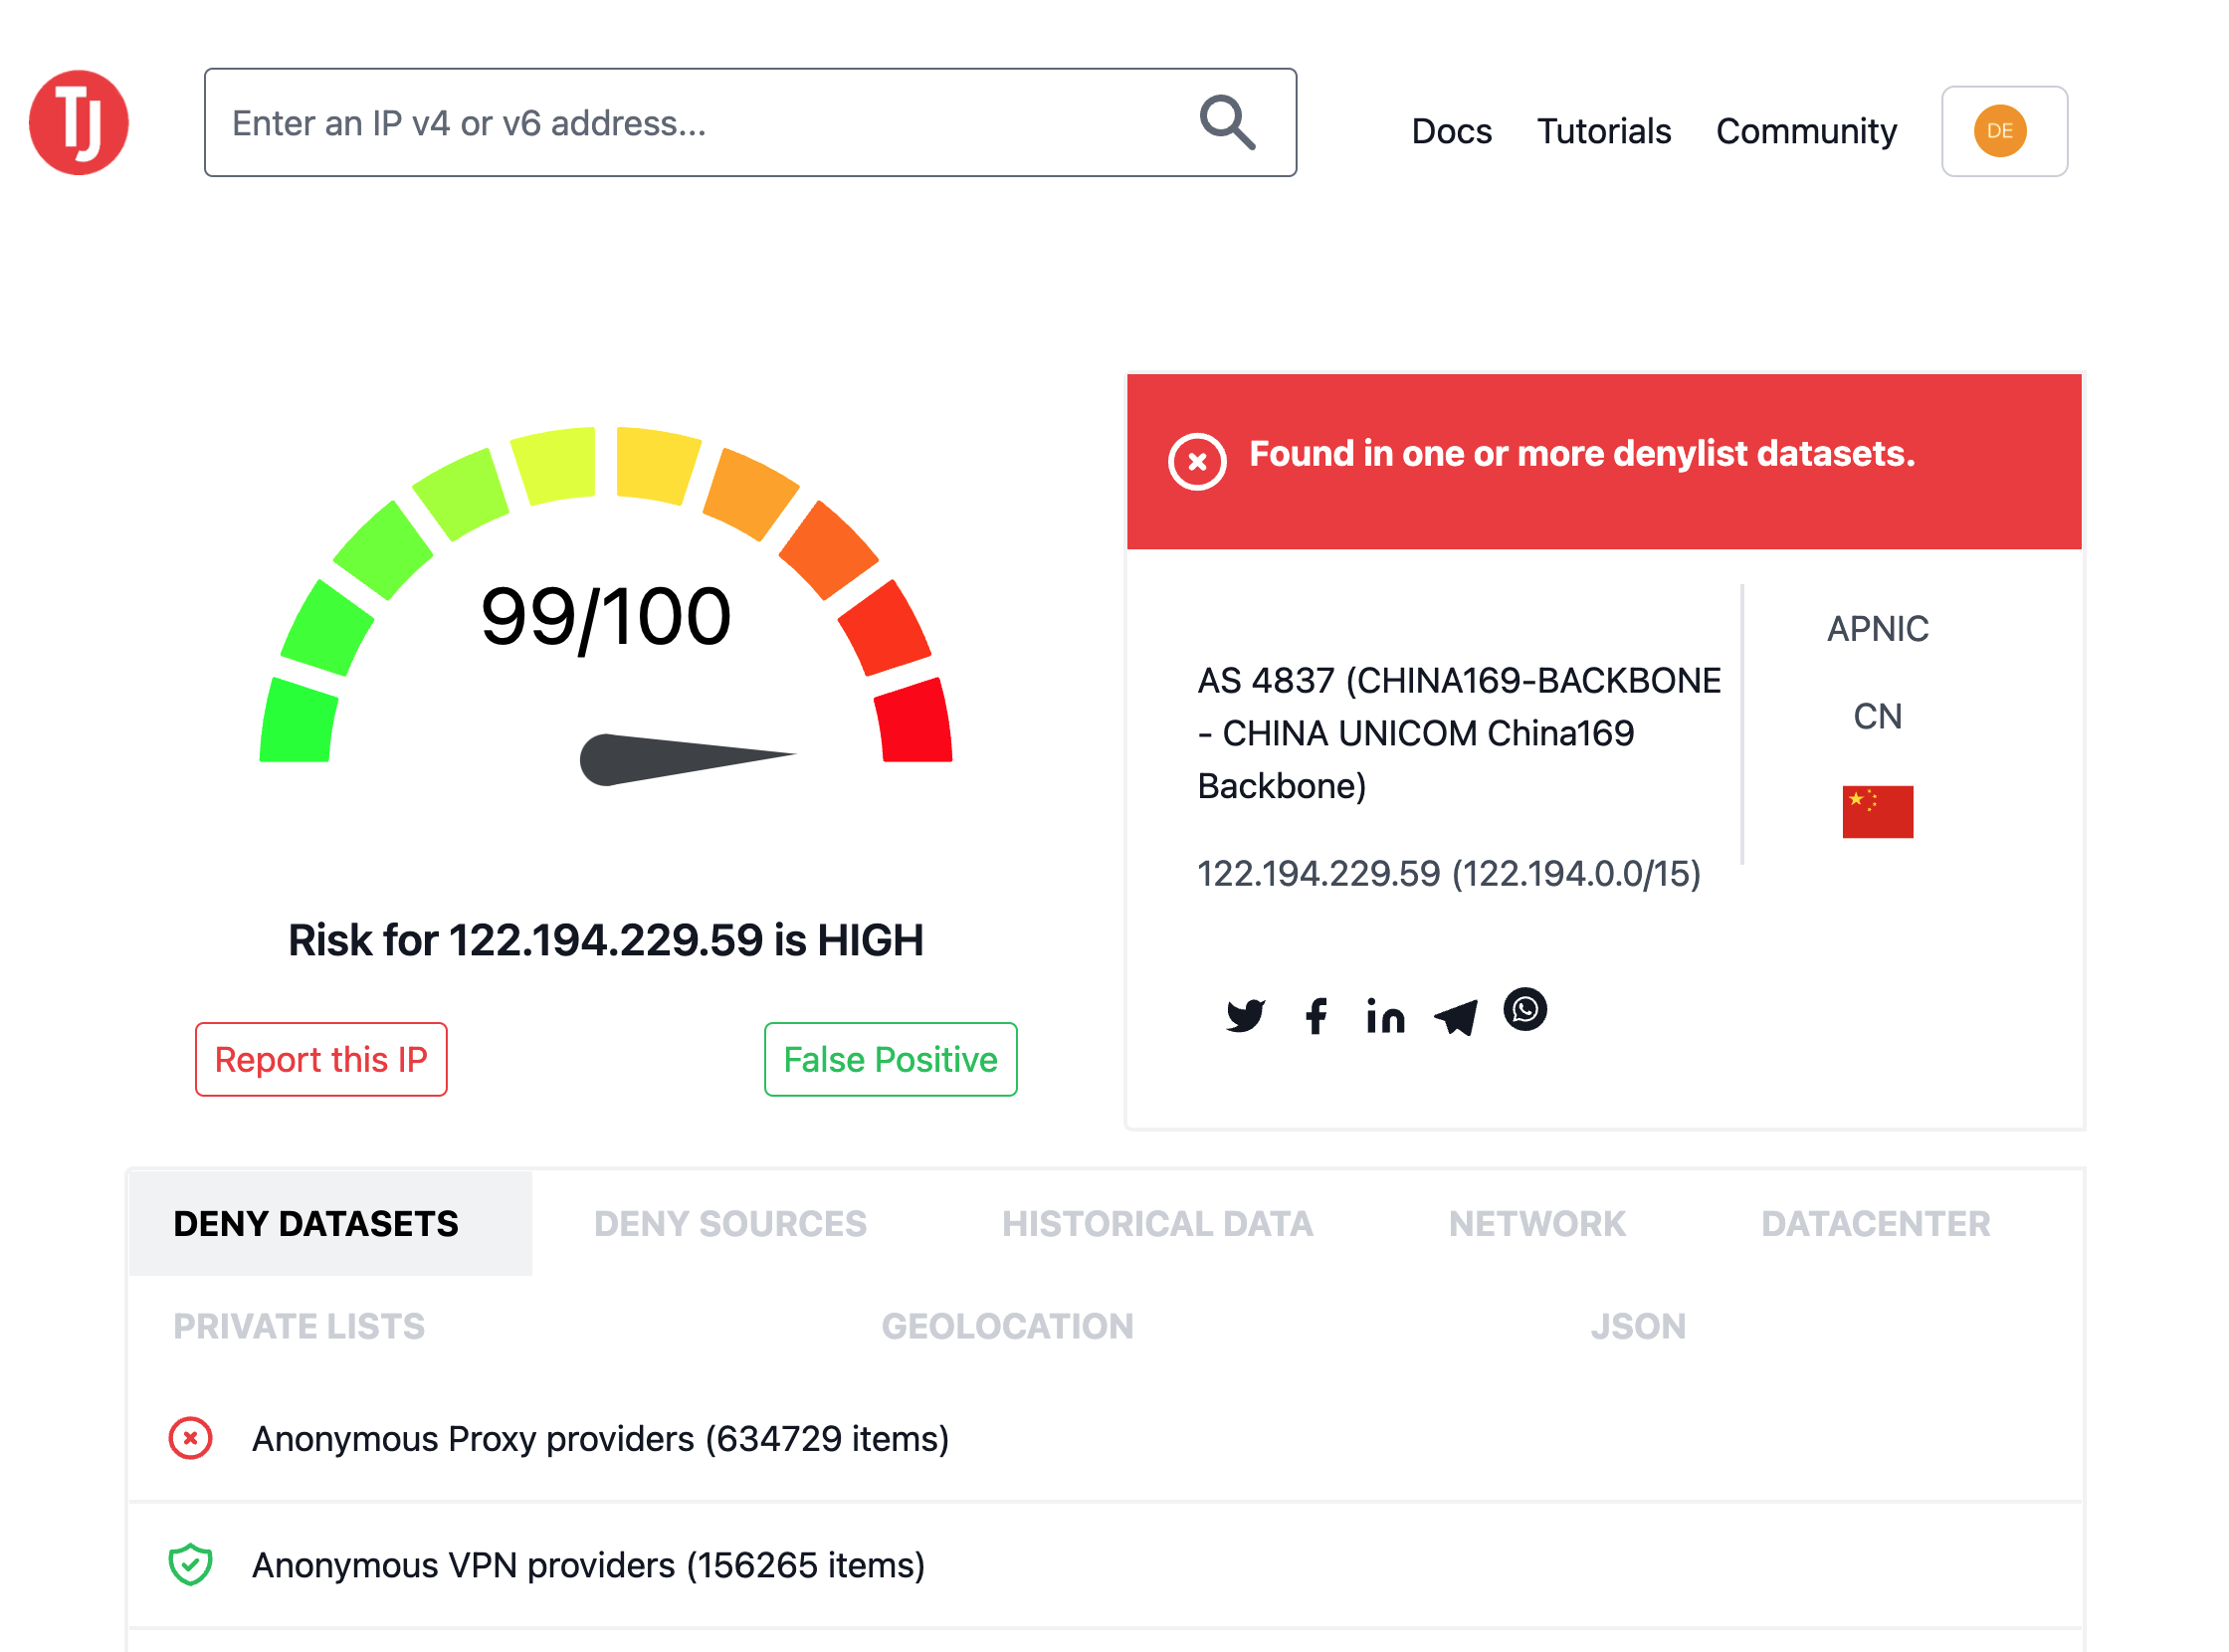 TJ
Enter an IP v4 or v6 address...
Docs Tutorials Community DE
99/100
Risk for 122.194.229.59 is HIGH
Report this IP False Positive
Found in one or more denylist datasets.
AS 4837 (CHINA169-BACKBONE
- CHINA UNICOM China169
Backbone)
122.194.229.59 (122.194.0.0/15)
APNIC
CN
DENY DATASETS DENY SOURCES HISTORICAL DATA NETWORK DATACENTER
PRIVATE LISTS GEOLOCATION JSON
Anonymous Proxy providers (634729 items)
Anonymous VPN providers (156265 items)